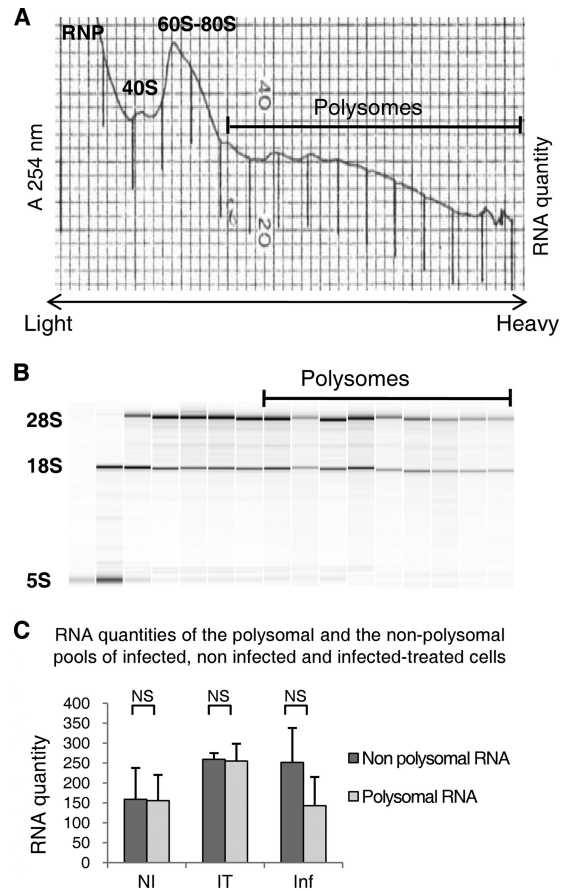 A
RNP
60S-80S
40S
Polysomes
40
20
A 254 nm
RNA quantity
Light
Heavy
B
Polysomes
28S
18S
5S
C
RNA quantities of the polysomal and the non-polysomal
pools of infected, non infected and infected-treated cells
NS
NS
NS
400
350
300
250
200
150
100
50
0
RNA quantity
Non polysomal RNA
Polysomal RNA
NI
IT
Inf